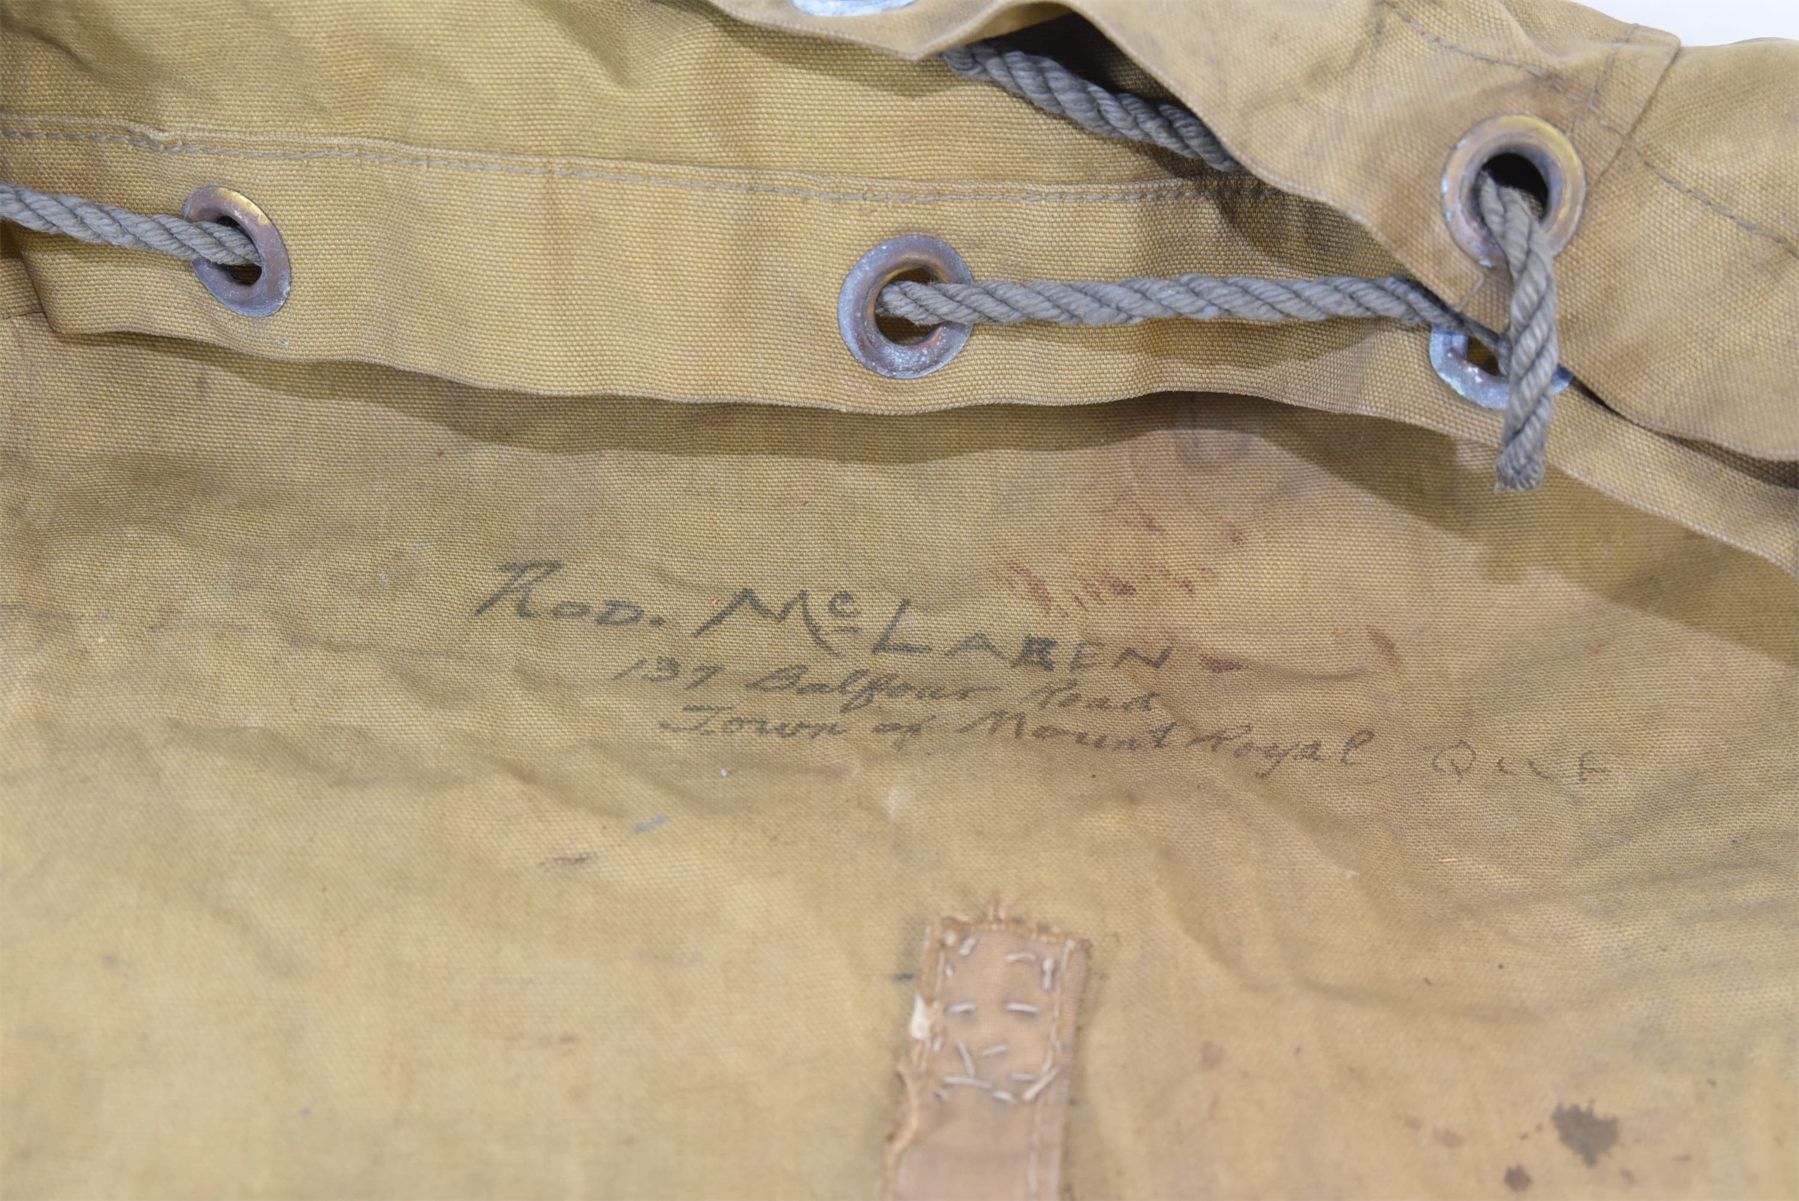 Rod. McLaren
137 Balfour Road
Town of Mount Royal Que